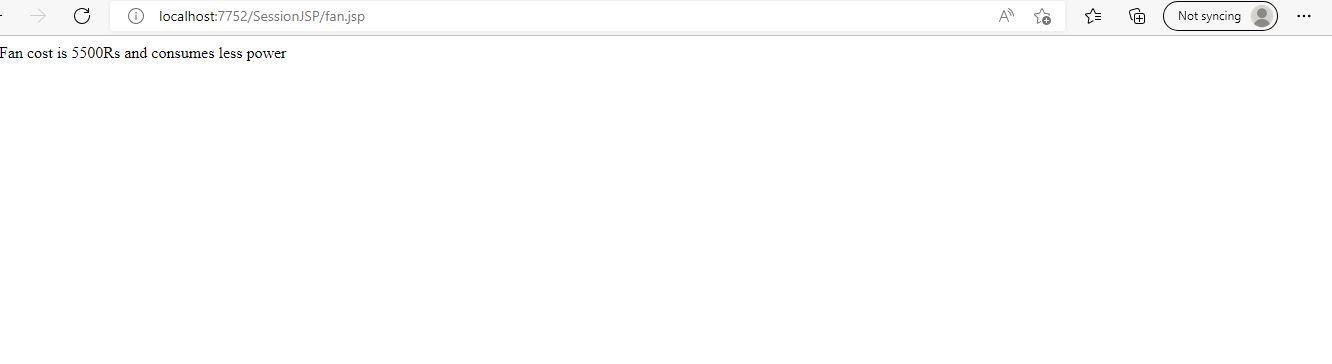 localhost:7752/SessionJSP/fan.jsp
Not syncing
Fan cost is 5500Rs and consumes less power